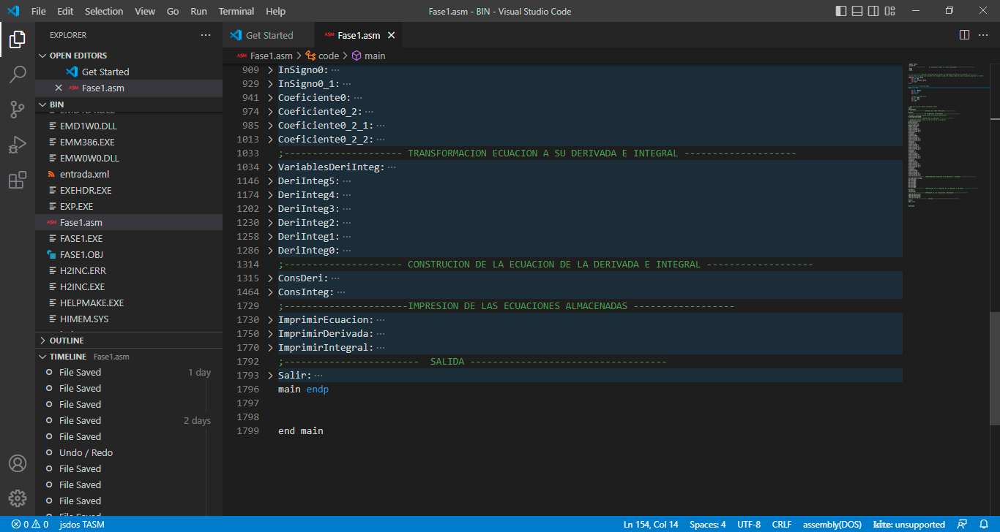 File Edit Selection View Go Run Terminal Help
Fase1.asm - BIN - Visual Studio Code
EXPLORER
OPEN EDITORS
Get Started
ASM Fase1.asm
BIN
EMD1W0.DLL
EMM386.EXE
EMW0W0.DLL
entrada.xml
EXEHDR.EXE
EXP.EXE
ASM Fase1.asm
FASE1.EXE
FASE1.OBJ
H2INC.ERR
H2INC.EXE
HELPMAKE.EXE
HIMEM.SYS
OUTLINE
TIMELINE Fase1.asm
File Saved 1 day
File Saved
File Saved
File Saved 2 days
File Saved
Undo / Redo
File Saved
File Saved
File Saved
Get Started
ASM Fase1.asm
ASM Fase1.asm > code > main
909 InSigno0: ···
929 InSigno0_1: ···
941 Coeficiente0: ···
974 Coeficiente0_2: ···
985 Coeficiente0_2_1: ···
1013 Coeficiente0_2_2: ···
1033 ;--------------------- TRANSFORMACION ECUACION A SU DERIVADA E INTEGRAL --------------------
1034 VariablesDeriInteg: ···
1146 DeriInteg5: ···
1174 DeriInteg4: ···
1202 DeriInteg3: ···
1230 DeriInteg2: ···
1258 DeriInteg1: ···
1286 DeriInteg0: ···
1314 ;--------------------- CONSTRUCION DE LA ECUACION DE LA DERIVADA E INTEGRAL -------------------
1315 ConsDeri: ···
1464 ConsInteg: ···
1729 ;----------------------IMPRESION DE LAS ECUACIONES ALMACENADAS ------------------
1730 ImprimirEcuacion: ···
1750 ImprimirDerivada: ···
1770 ImprimirIntegral: ···
1792 ;------------------------  SALIDA -----------------------------------
1793 Salir: ···
1796 main endp
1797
1798
1799 end main
0 0 jsdos TASM
Ln 154, Col 14 Spaces: 4 UTF-8 CRLF assembly(DOS) kite: unsupported